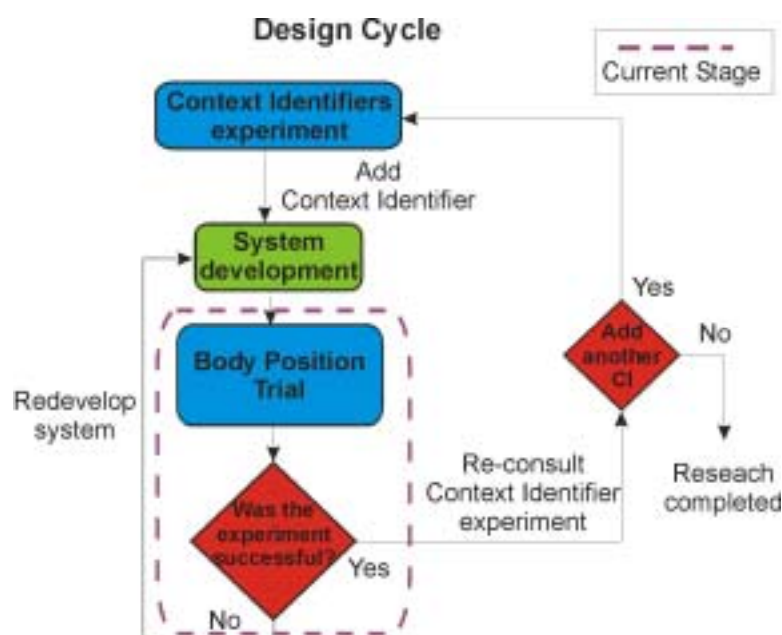 Design Cycle
Current Stage
Context Identifiers
experiment
Add
Context Identifier
System
development
Body Position
Trial
Redevelop
system
Was the
experiment
successful?
Yes
No
Re-consult
Context Identifier
experiment
Add
another
CI
Yes
No
Reseach
completed